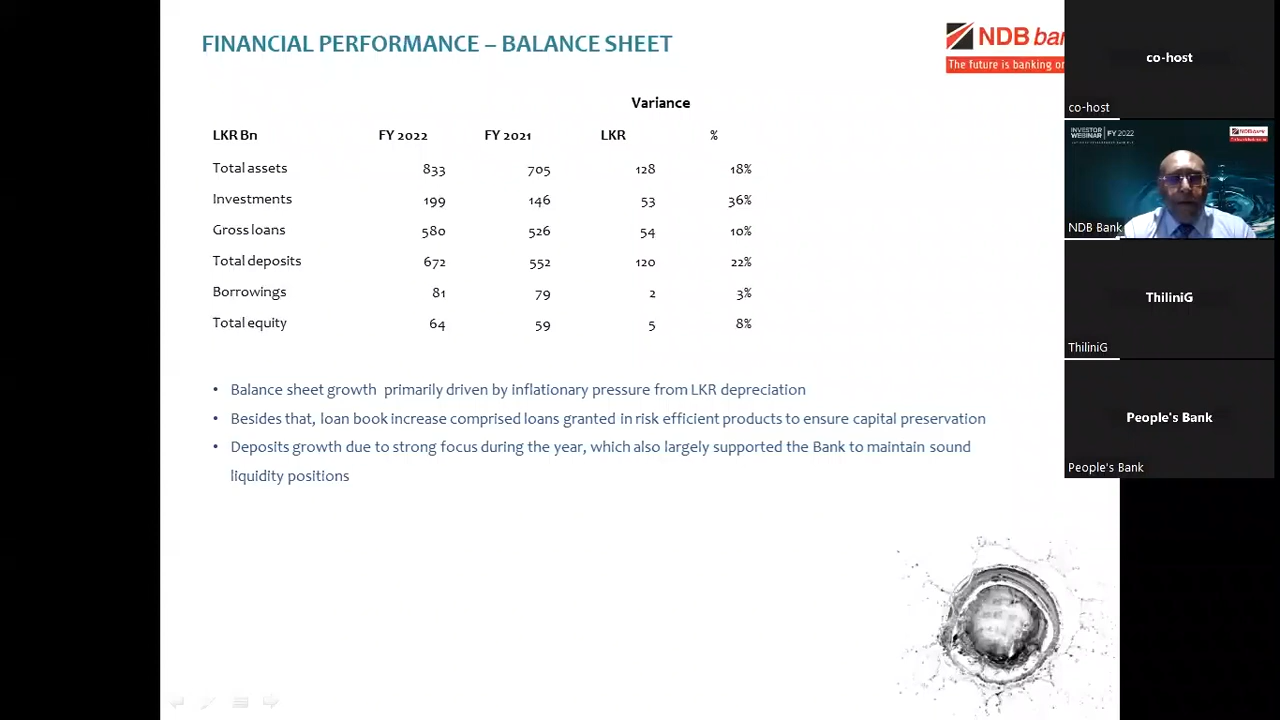 FINANCIAL PERFORMANCE – BALANCE SHEET
NDB ban
The future is banking on
Variance
LKR Bn FY 2022 FY 2021 LKR %
Total assets 833 705 128 18%
Investments 199 146 53 36%
Gross loans 580 526 54 10%
Total deposits 672 552 120 22%
Borrowings 81 79 2 3%
Total equity 64 59 5 8%
• Balance sheet growth primarily driven by inflationary pressure from LKR depreciation
• Besides that, loan book increase comprised loans granted in risk efficient products to ensure capital preservation
• Deposits growth due to strong focus during the year, which also largely supported the Bank to maintain sound
liquidity positions
co-host
co-host
INVESTOR
WEBINAR FY 2022
NDB Bank
ThiliniG
ThiliniG
People's Bank
People's Bank